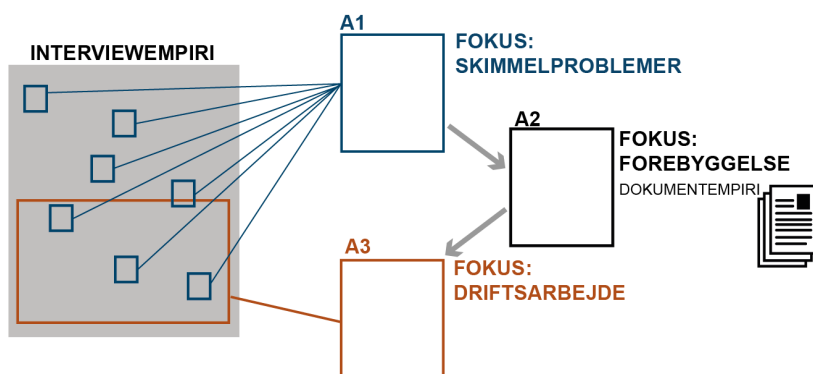 INTERVIEWEMPIRI
A1
FOKUS:
SKIMMELPROBLEMER
A2
FOKUS:
FOREBYGGELSE
DOKUMENTEMPIRI
A3
FOKUS:
DRIFTSARBEJDE